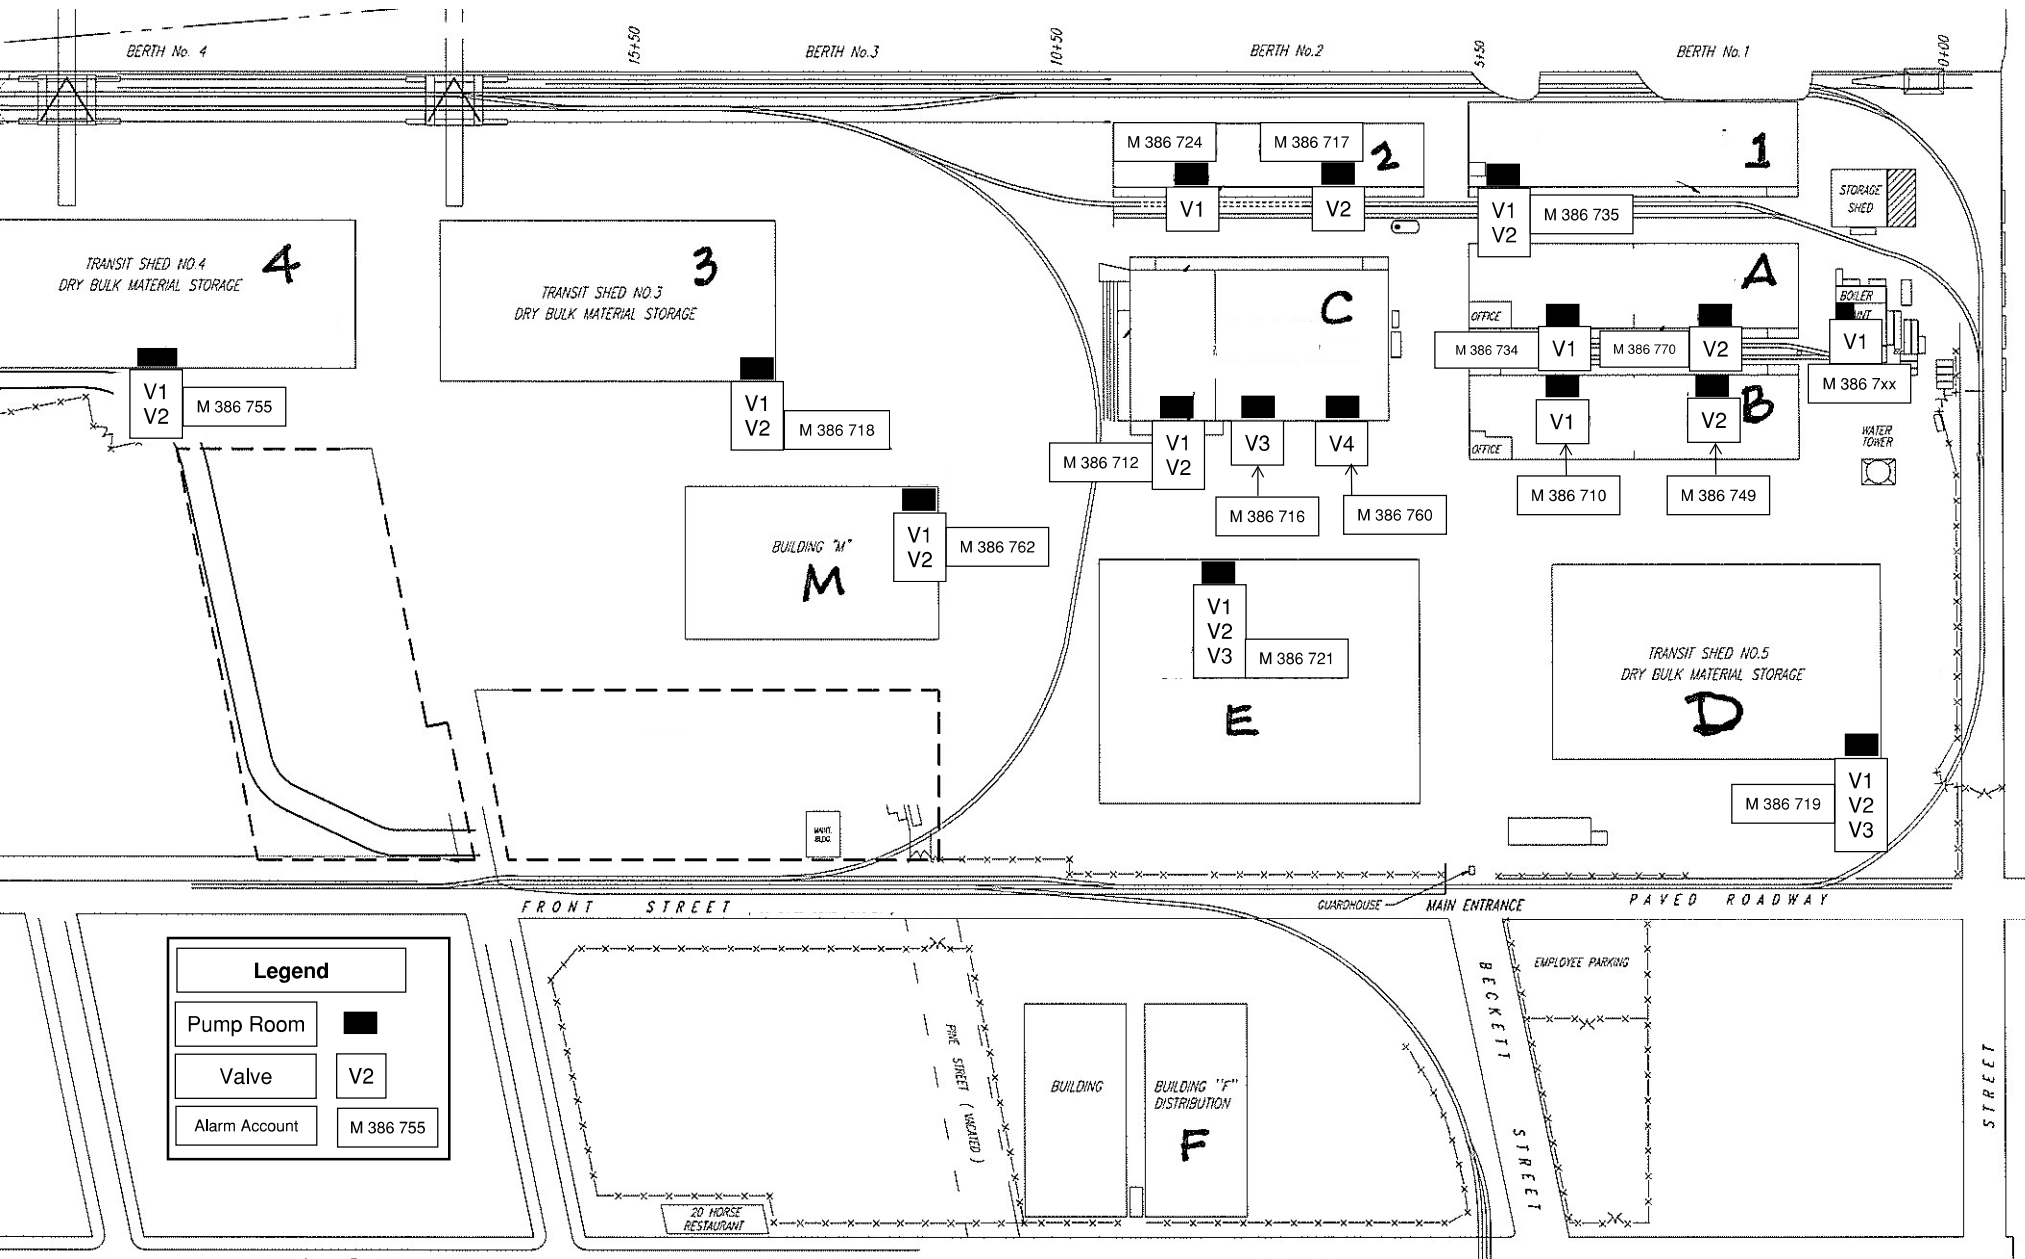 BERTH No. 4
15+50
BERTH No.3
10+50
BERTH No.2
5+50
BERTH No.1
0+00
M 386 724
M 386 717
2
1
V1
V2
V1
V2
M 386 735
STORAGE
SHED
TRANSIT SHED NO.4
DRY BULK MATERIAL STORAGE
4
TRANSIT SHED NO.3
DRY BULK MATERIAL STORAGE
3
C
A
OFFICE
BOILER
V1
M 386 7xx
M 386 734
V1
M 386 770
V2
V1
V2
M 386 755
V1
V2
M 386 718
M 386 712
V1
V2
V3
V4
M 386 716
M 386 760
V1
V2
B
OFFICE
M 386 710
M 386 749
WATER
TOWER
BUILDING "M"
M
V1
V2
M 386 762
V1
V2
V3
M 386 721
E
TRANSIT SHED NO.5
DRY BULK MATERIAL STORAGE
D
M 386 719
V1
V2
V3
MAINT.
BLDG.
FRONT STREET
GUARDHOUSE
MAIN ENTRANCE
PAVED ROADWAY
Legend
Pump Room
Valve
V2
Alarm Account
M 386 755
PINE STREET (VACATED)
BUILDING
BUILDING "F"
DISTRIBUTION
F
BECKETT STREET
EMPLOYEE PARKING
STREET
20 HORSE
RESTAURANT